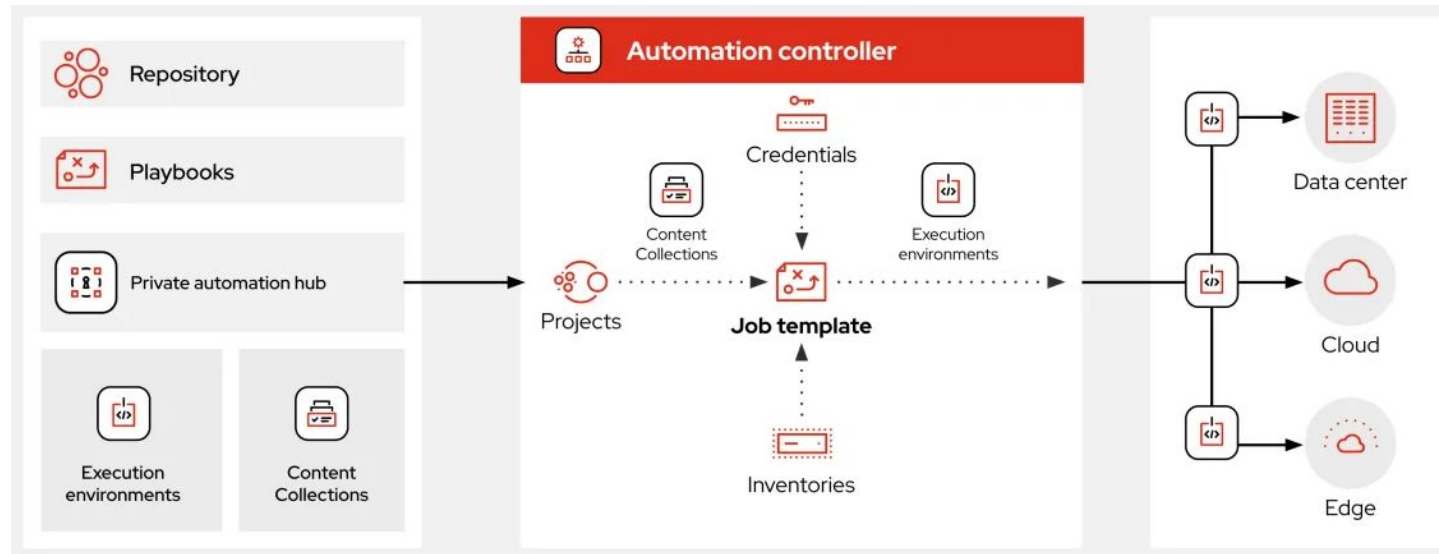 Repository
Playbooks
Private automation hub
Execution
environments
Content
Collections
Automation controller
Credentials
Content
Collections
Execution
environments
Projects
Job template
Inventories
Data center
Cloud
Edge